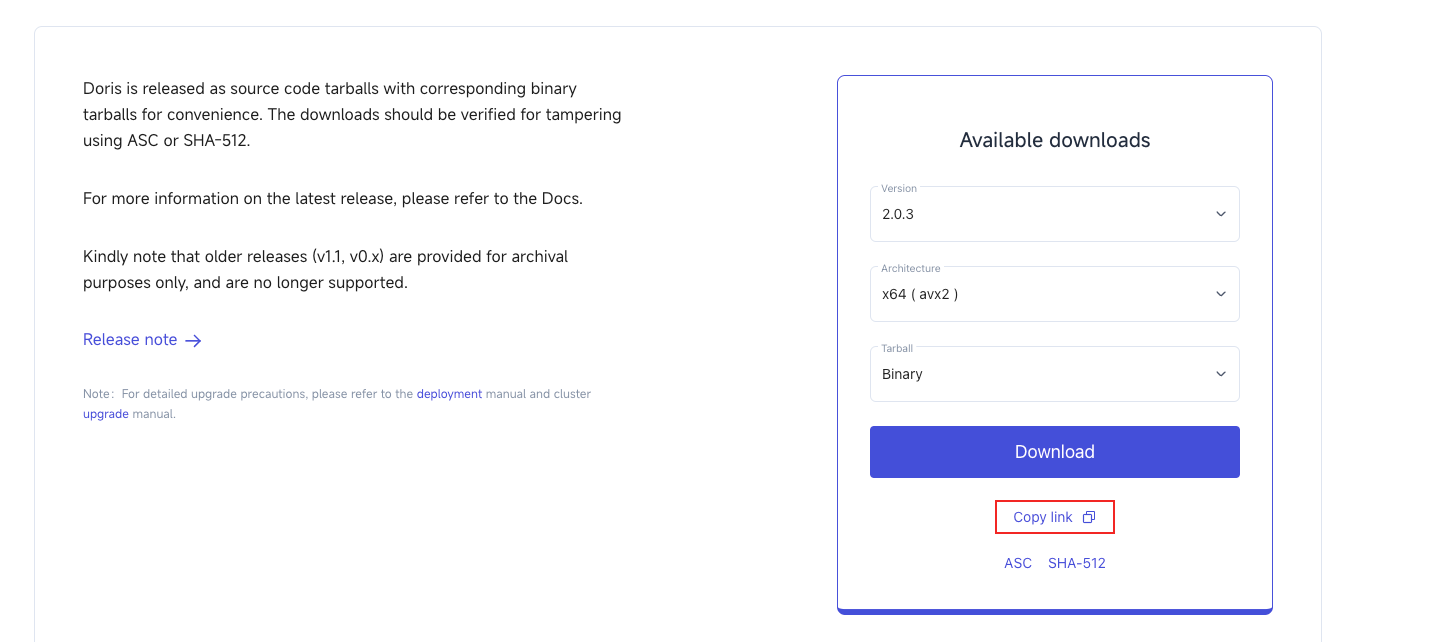 Doris is released as source code tarballs with corresponding binary
tarballs for convenience. The downloads should be verified for tampering
using ASC or SHA-512.
For more information on the latest release, please refer to the Docs.
Kindly note that older releases (v1.1, v0.x) are provided for archival
purposes only, and are no longer supported.
Release note
Note：For detailed upgrade precautions, please refer to the deployment manual and cluster
upgrade manual.
Available downloads
Version
2.0.3
Architecture
x64 ( avx2 )
Tarball
Binary
Download
Copy link
ASC SHA-512